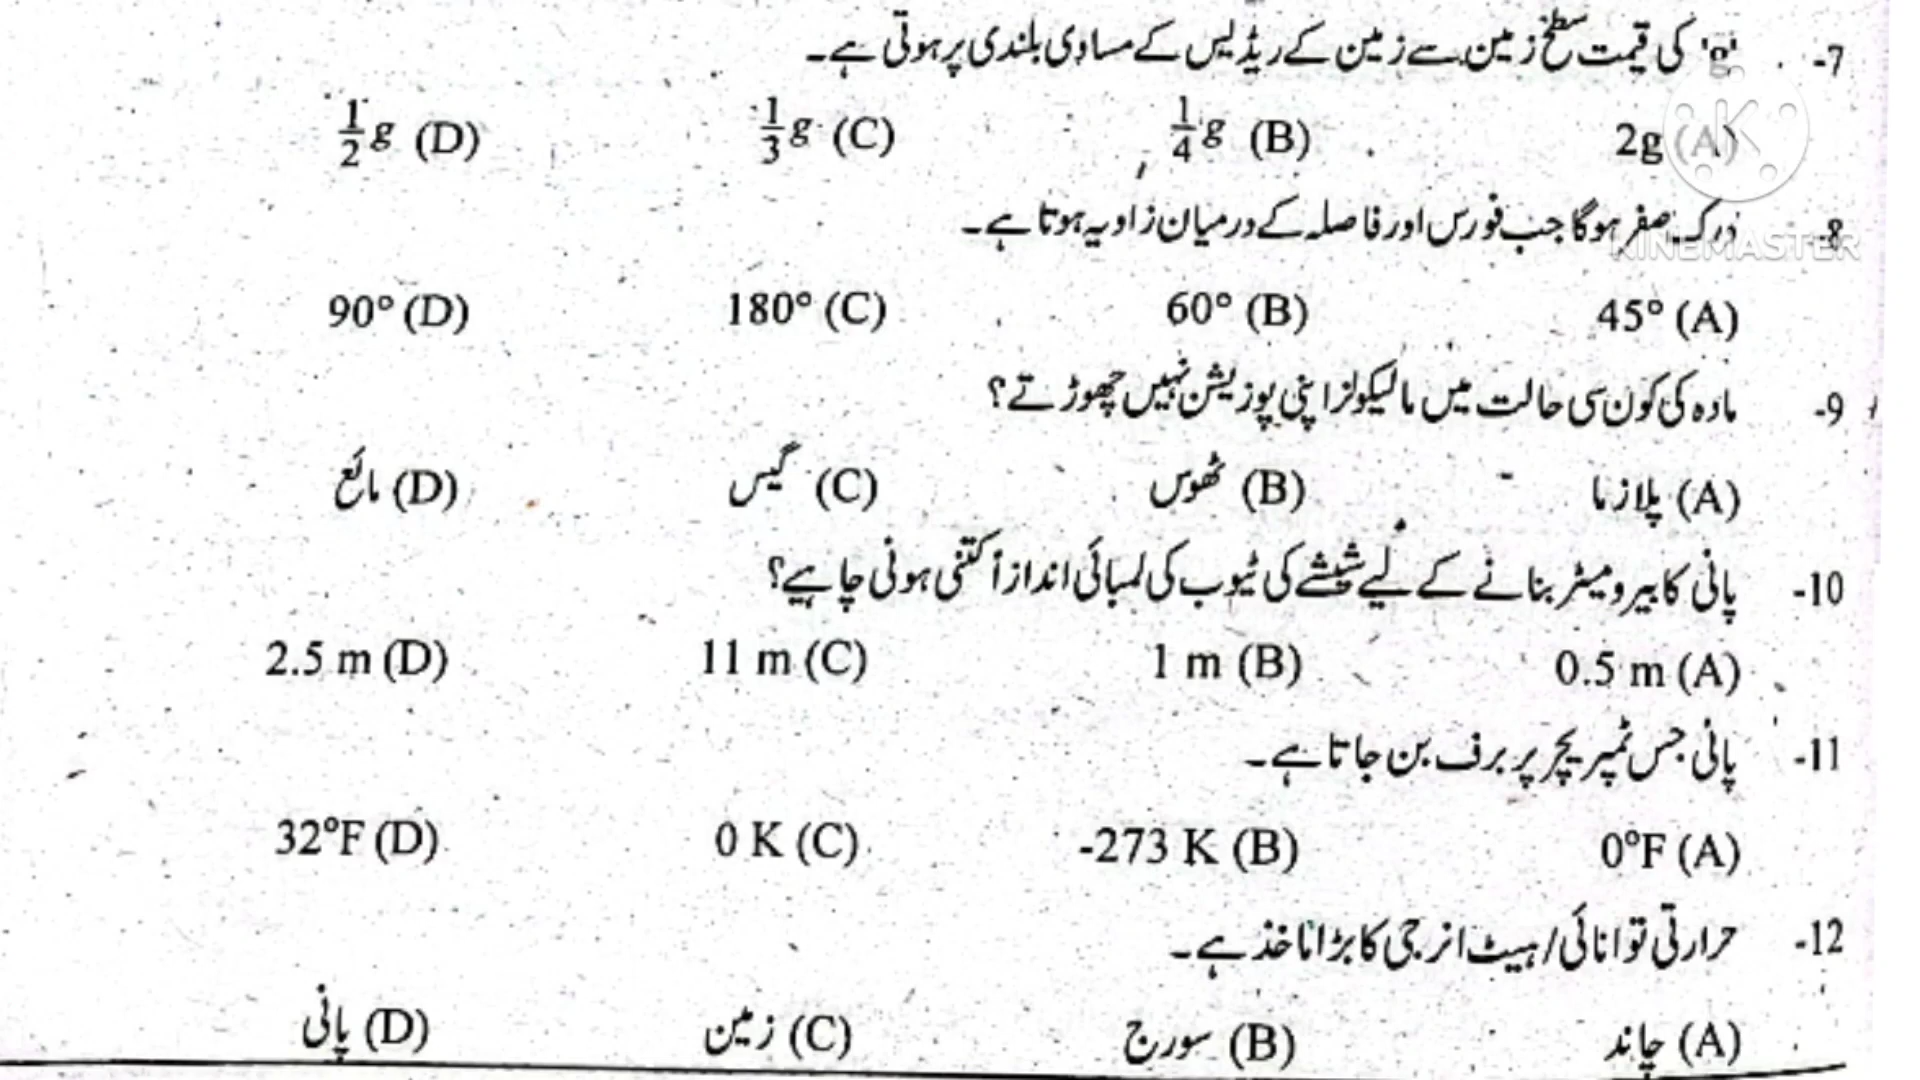 7- 'g' کی قیمت سطح زمین سے زمین کے ریڈیس کے مساوی بلندی پر ہوتی ہے۔
(A) 2g (B) $\frac{1}{4}g$ (C) $\frac{1}{3}g$ (D) $\frac{1}{2}g$
8- ورک صفر ہوگا جب فورس اور فاصلہ کے درمیان زاویہ ہوتا ہے۔
(A) 45° (B) 60° (C) 180° (D) 90°
9- مادہ کی کون سی حالت میں مالیکولز اپنی پوزیشن نہیں چھوڑتے؟
(A) پلازما (B) ٹھوس (C) گیس (D) مائع
10- پانی کا بیرومیٹر بنانے کے لیے شیشے کی ٹیوب کی لمبائی اندازاً کتنی ہونی چاہیے؟
(A) 0.5 m (B) 1 m (C) 11 m (D) 2.5 m
11- پانی جس ٹمپریچر پر برف بن جاتا ہے۔
(A) 0°F (B) -273 K (C) 0 K (D) 32°F
12- حرارتی توانائی/ہیٹ انرجی کا بڑا ماخذ ہے۔
(A) چاند (B) سورج (C) زمین (D) پانی
KINEMASTER